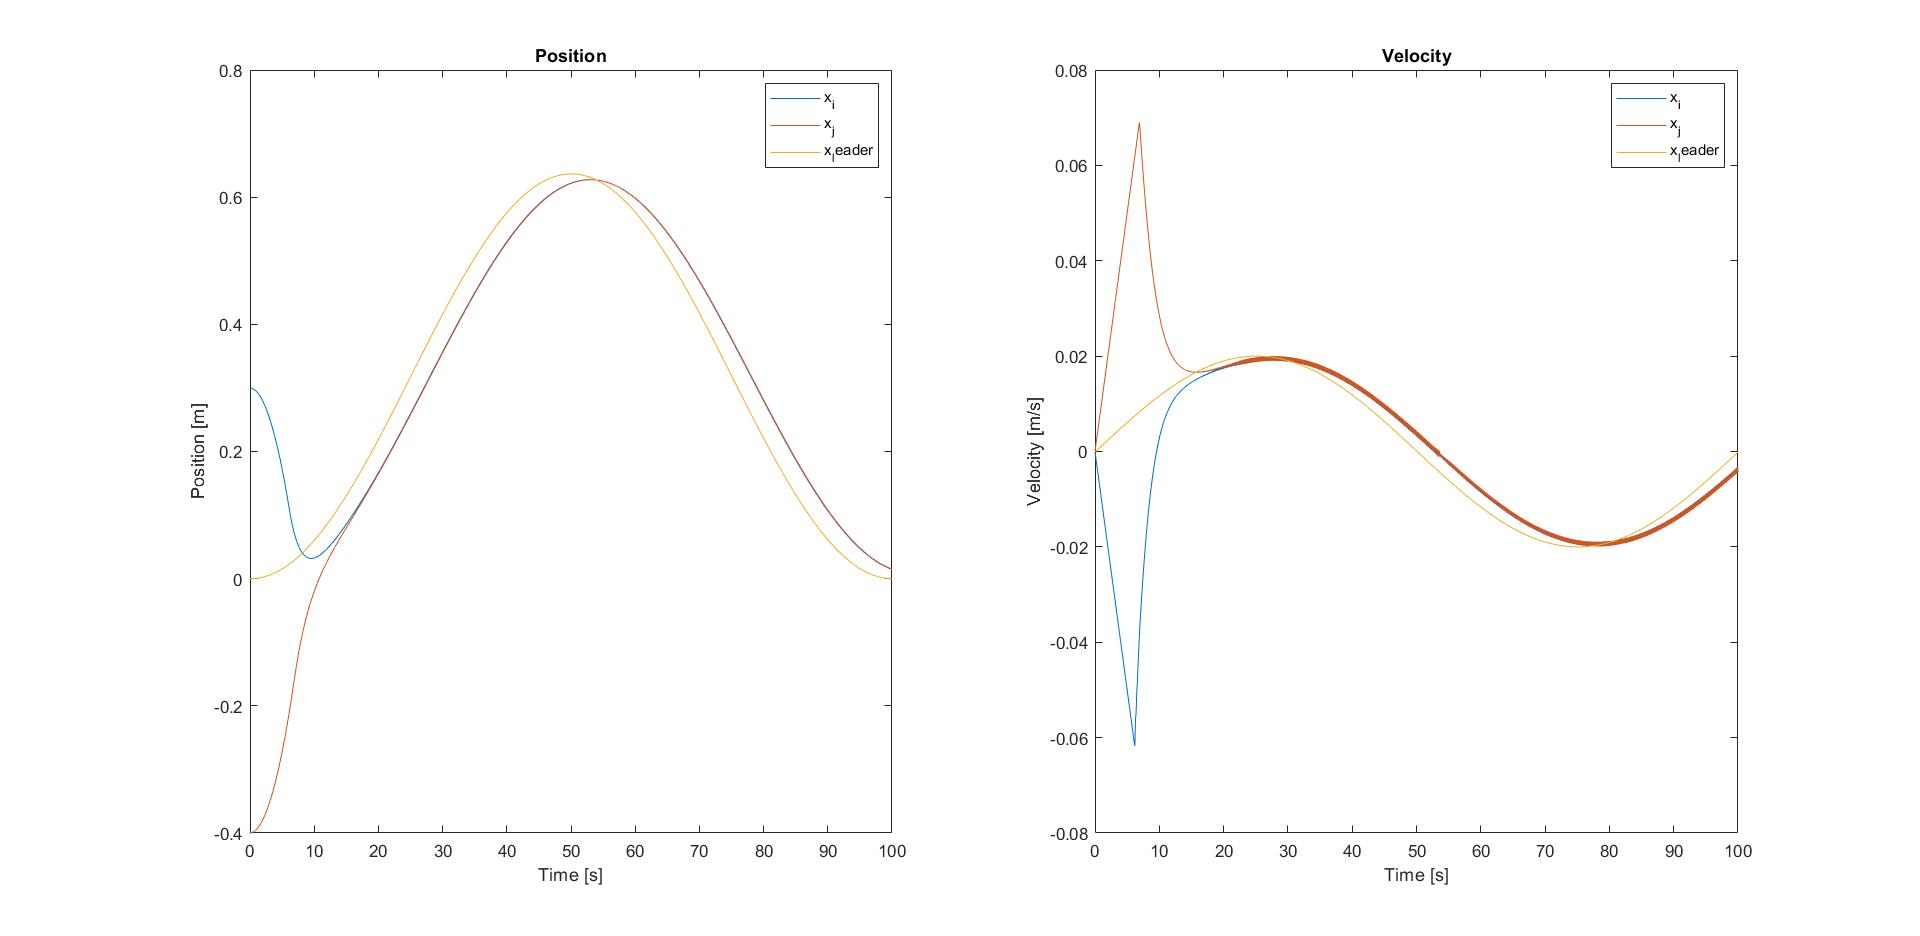 Position
0.8
0.6
0.4
0.2
0
-0.2
-0.4
Position [m]
0 10 20 30 40 50 60 70 80 90 100
Time [s]
x_i
x_j
x_leader
Velocity
0.08
0.06
0.04
0.02
0
-0.02
-0.04
-0.06
-0.08
Velocity [m/s]
0 10 20 30 40 50 60 70 80 90 100
Time [s]
x_i
x_j
x_leader